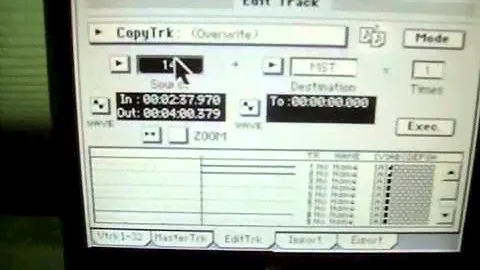 Edit Track
CopyTrk: (Overwrite)
Mode
MST
Source
Destination
Times
1
In :00:02:37.970
Out:00:04:00.379
To:00:00:00.000
WAVE
WAVE
Exec.
ZOOM
TR NAME
1 No Name
No Name
No Name
No Name
No Name
Vtrk1-32
MasterTrk
EditTrk
Import
Export